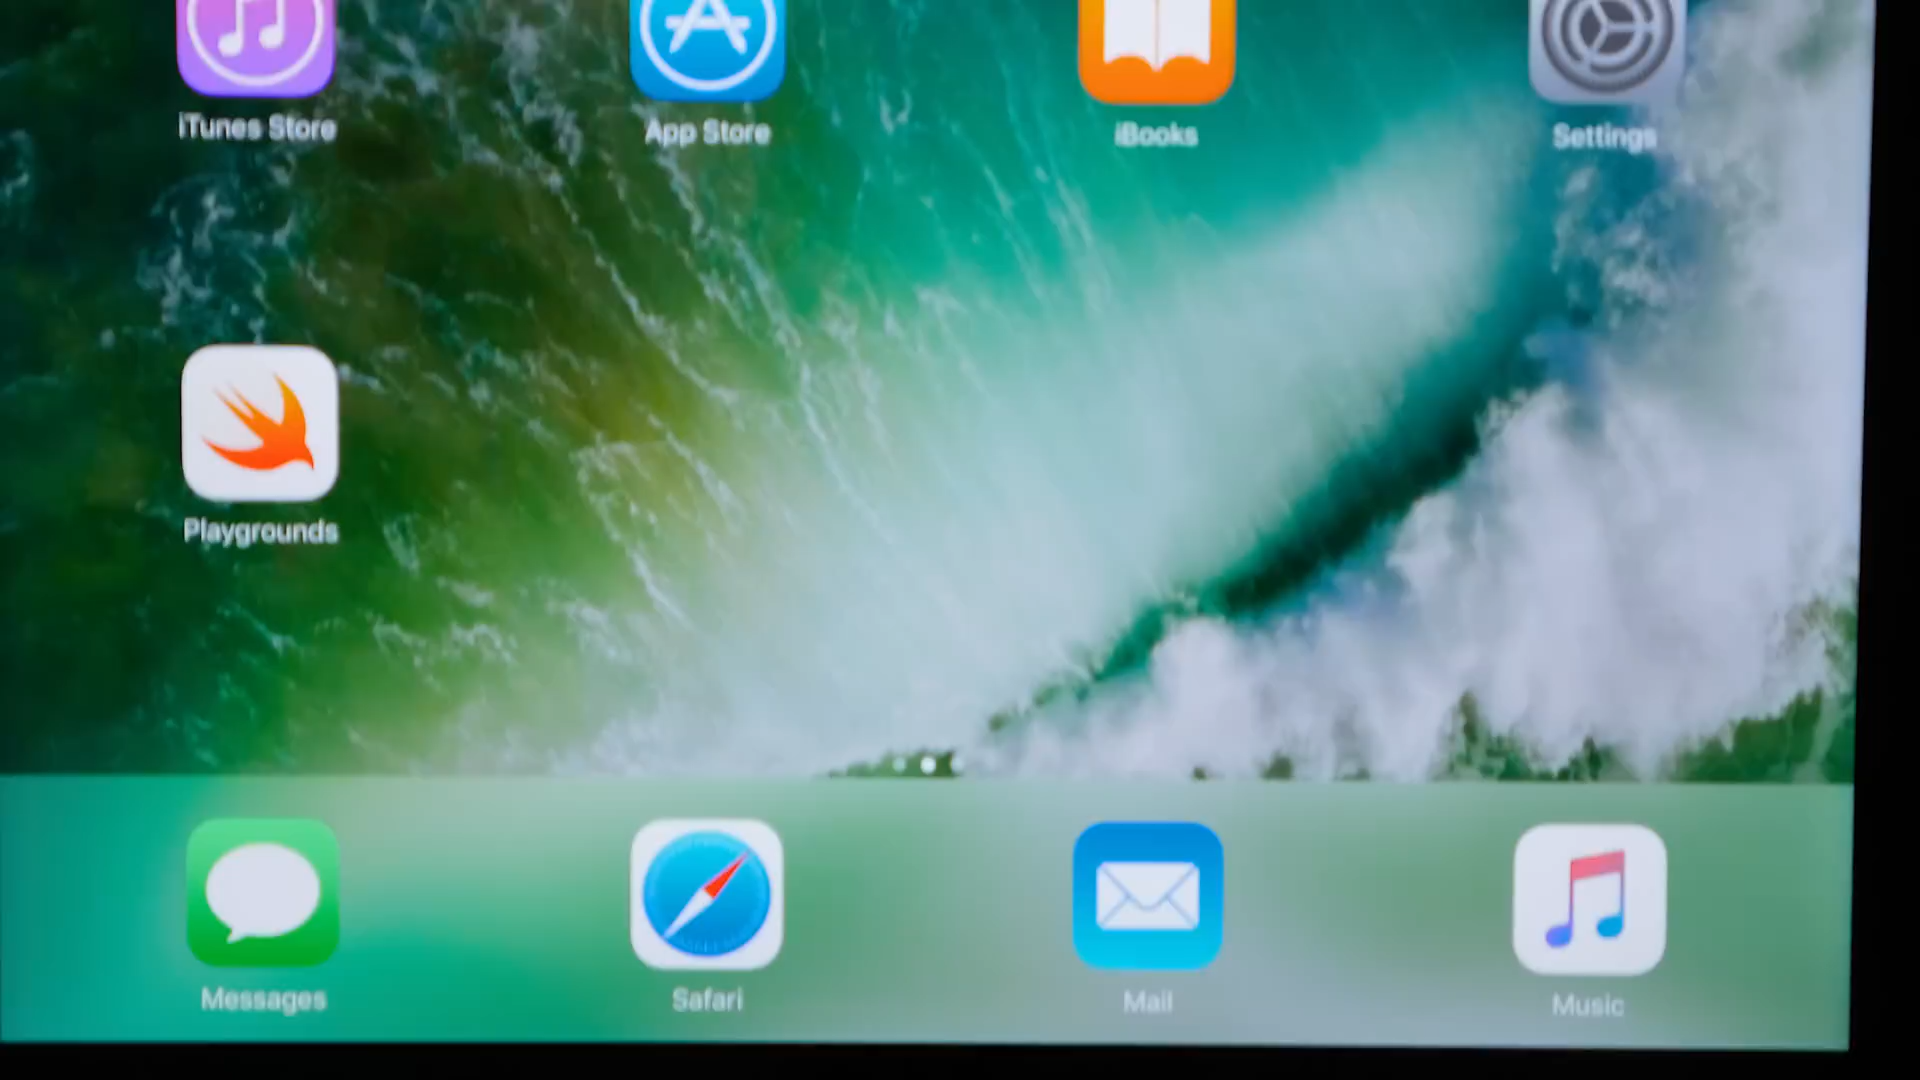 iTunes Store
App Store
iBooks
Settings
Playgrounds
Messages
Safari
Mail
Music